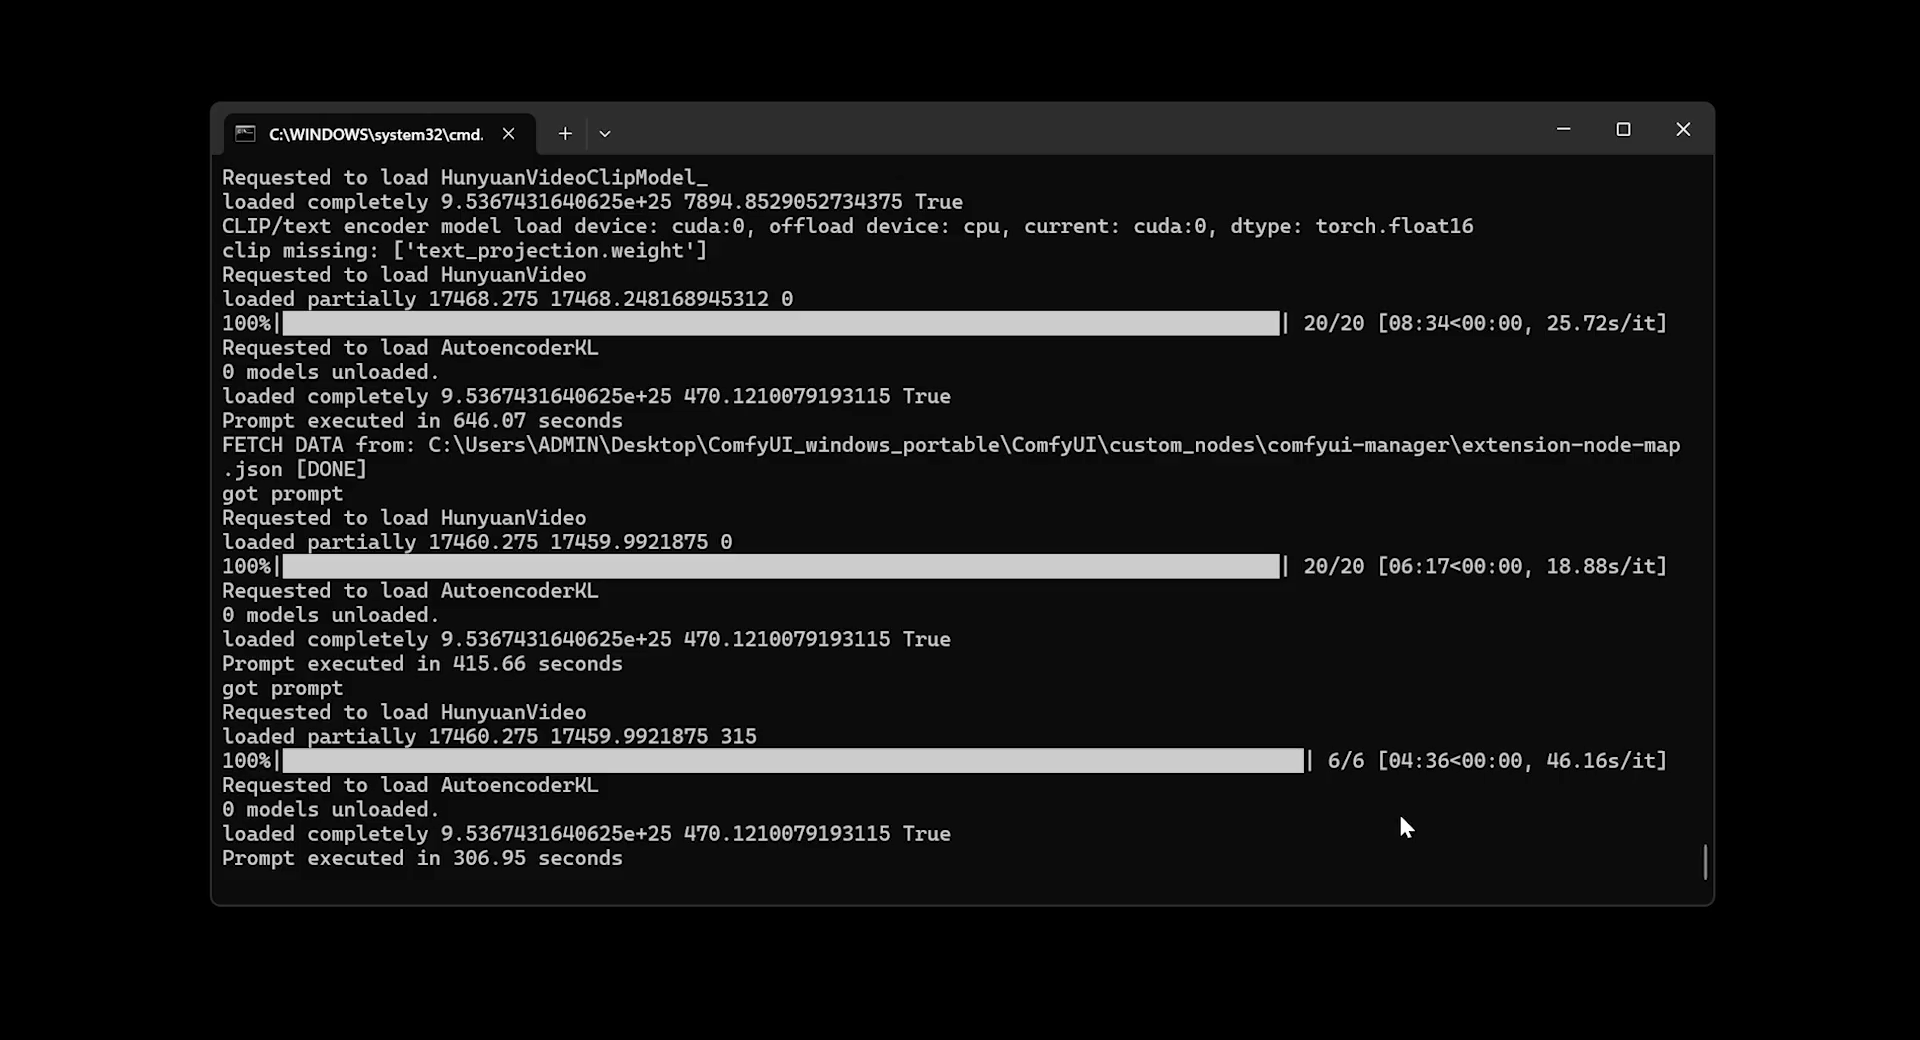 C:\WINDOWS\system32\cmd.
Requested to load HunyuanVideoClipModel_
loaded completely 9.5367431640625e+25 7894.8529052734375 True
CLIP/text encoder model load device: cuda:0, offload device: cpu, current: cuda:0, dtype: torch.float16
clip missing: ['text_projection.weight']
Requested to load HunyuanVideo
loaded partially 17468.275 17468.248168945312 0
100%| | 20/20 [08:34<00:00, 25.72s/it]
Requested to load AutoencoderKL
0 models unloaded.
loaded completely 9.5367431640625e+25 470.1210079193115 True
Prompt executed in 646.07 seconds
FETCH DATA from: C:\Users\ADMIN\Desktop\ComfyUI_windows_portable\ComfyUI\custom_nodes\comfyui-manager\extension-node-map
.json [DONE]
got prompt
Requested to load HunyuanVideo
loaded partially 17460.275 17459.9921875 0
100%| | 20/20 [06:17<00:00, 18.88s/it]
Requested to load AutoencoderKL
0 models unloaded.
loaded completely 9.5367431640625e+25 470.1210079193115 True
Prompt executed in 415.66 seconds
got prompt
Requested to load HunyuanVideo
loaded partially 17460.275 17459.9921875 315
100%| | 6/6 [04:36<00:00, 46.16s/it]
Requested to load AutoencoderKL
0 models unloaded.
loaded completely 9.5367431640625e+25 470.1210079193115 True
Prompt executed in 306.95 seconds